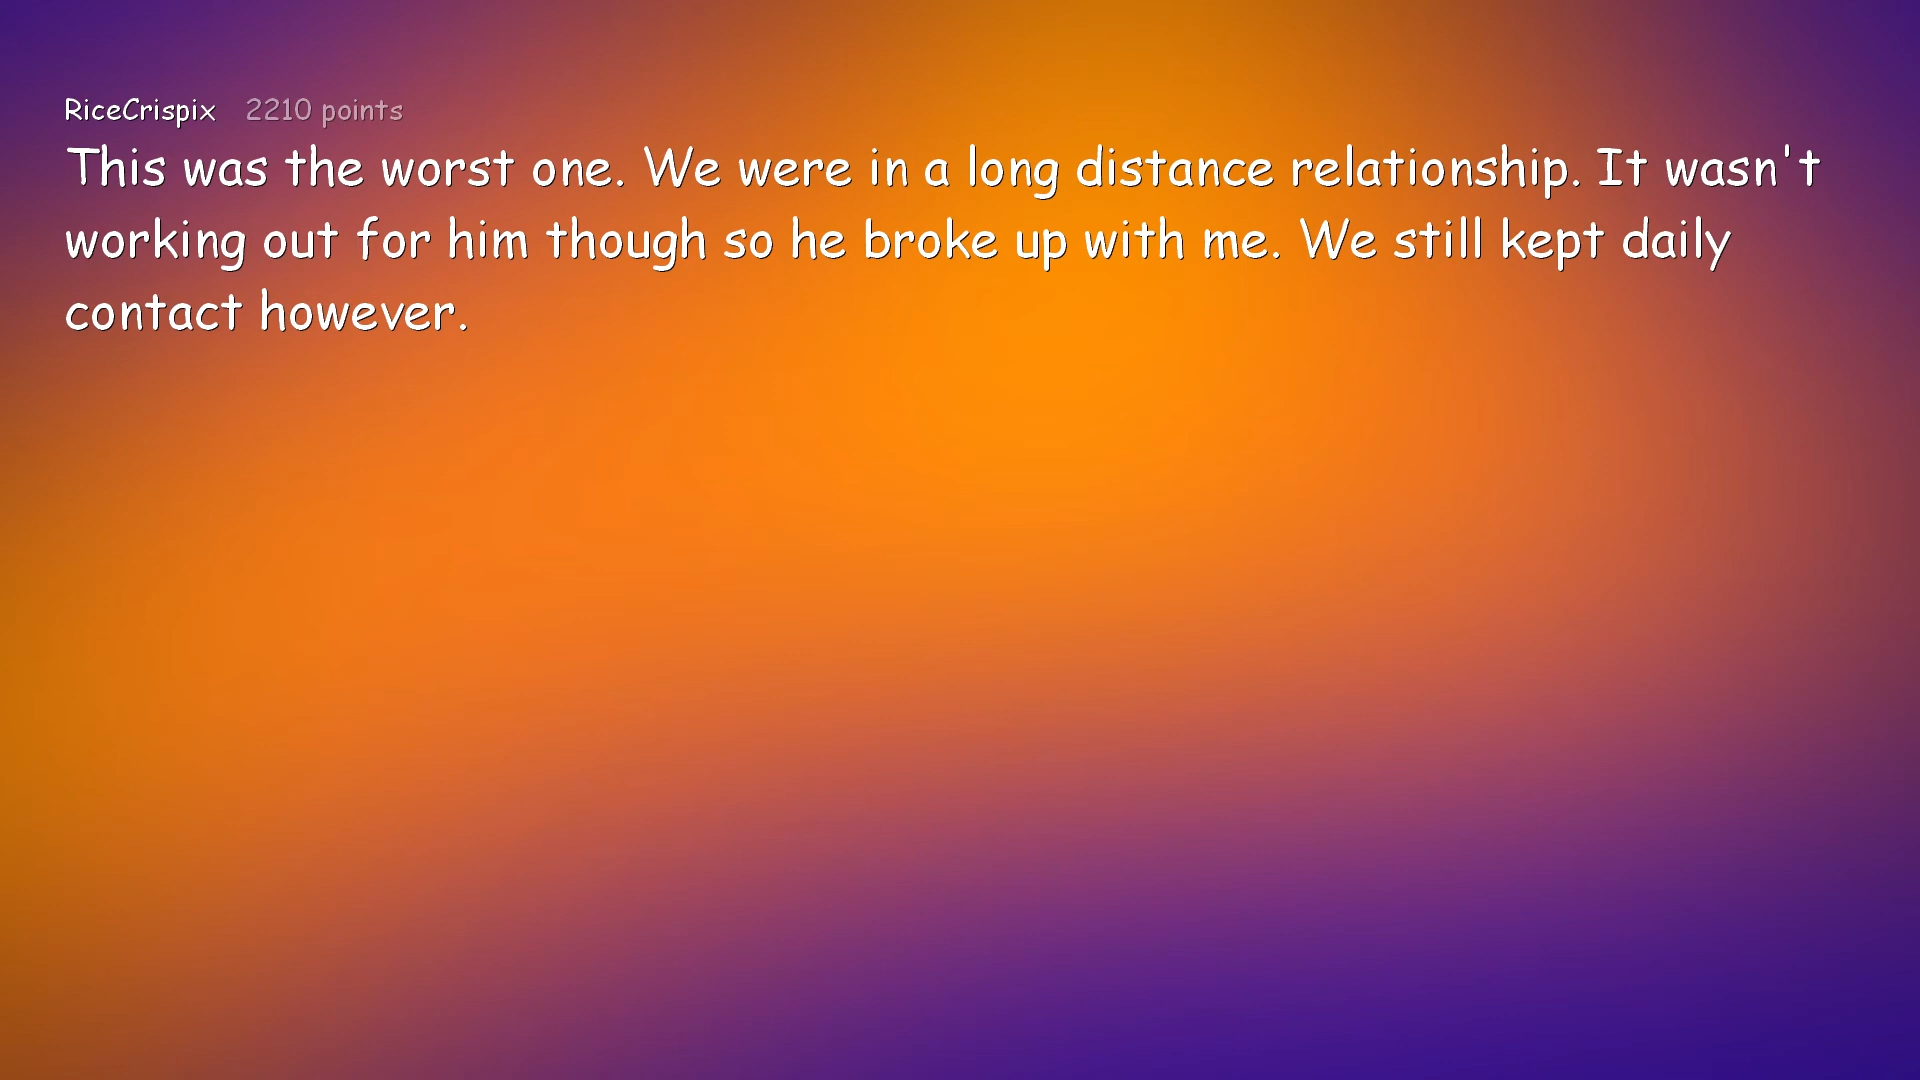 RiceCrispix 2210 points
This was the worst one. We were in a long distance relationship. It wasn't
working out for him though so he broke up with me. We still kept daily
contact however.